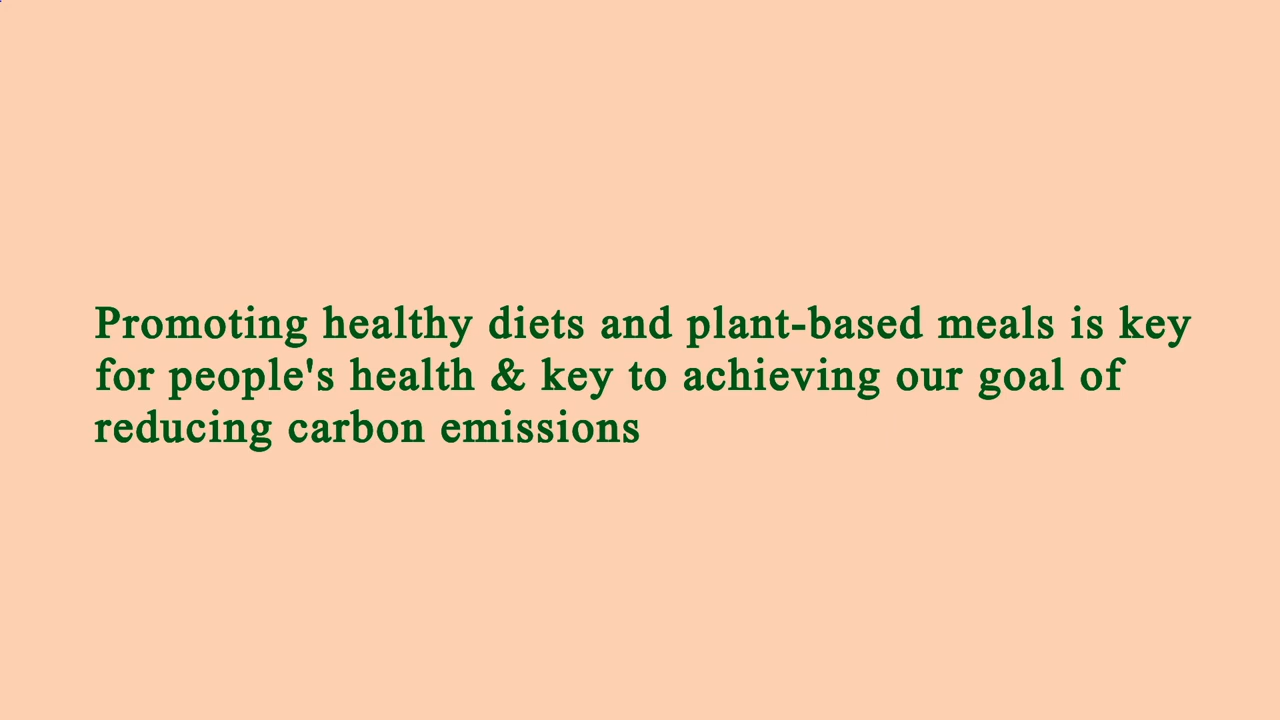 Promoting healthy diets and plant-based meals is key
for people's health & key to achieving our goal of
reducing carbon emissions